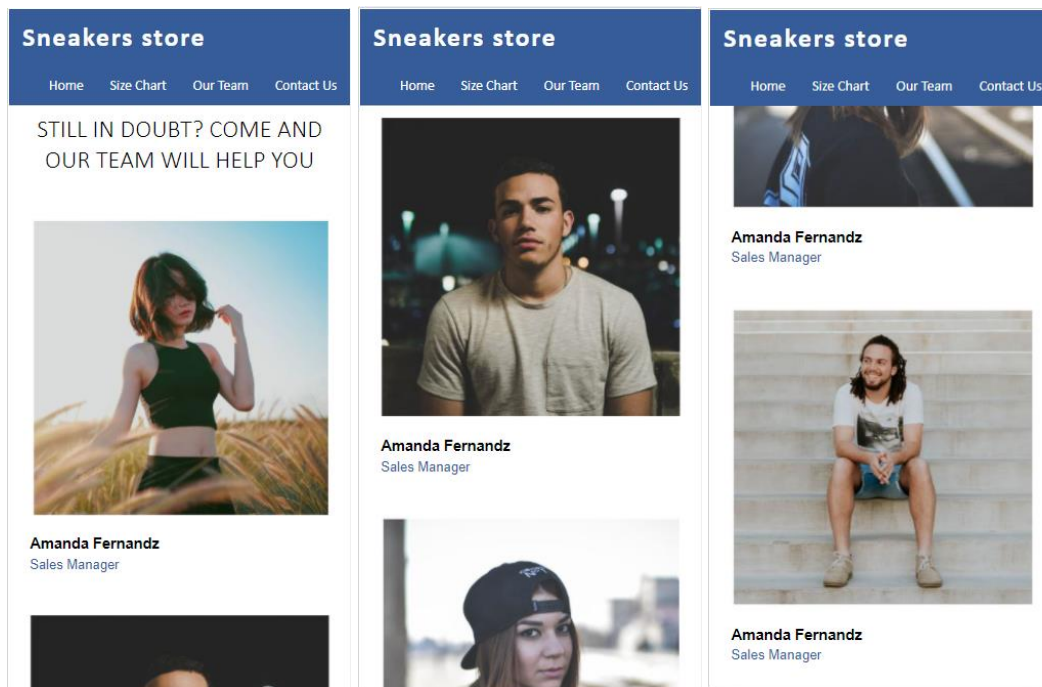 Sneakers store
Home Size Chart Our Team Contact Us
STILL IN DOUBT? COME AND
OUR TEAM WILL HELP YOU
Amanda Fernandz
Sales Manager
Sneakers store
Home Size Chart Our Team Contact Us
Amanda Fernandz
Sales Manager
Sneakers store
Home Size Chart Our Team Contact Us
Amanda Fernandz
Sales Manager
Amanda Fernandz
Sales Manager